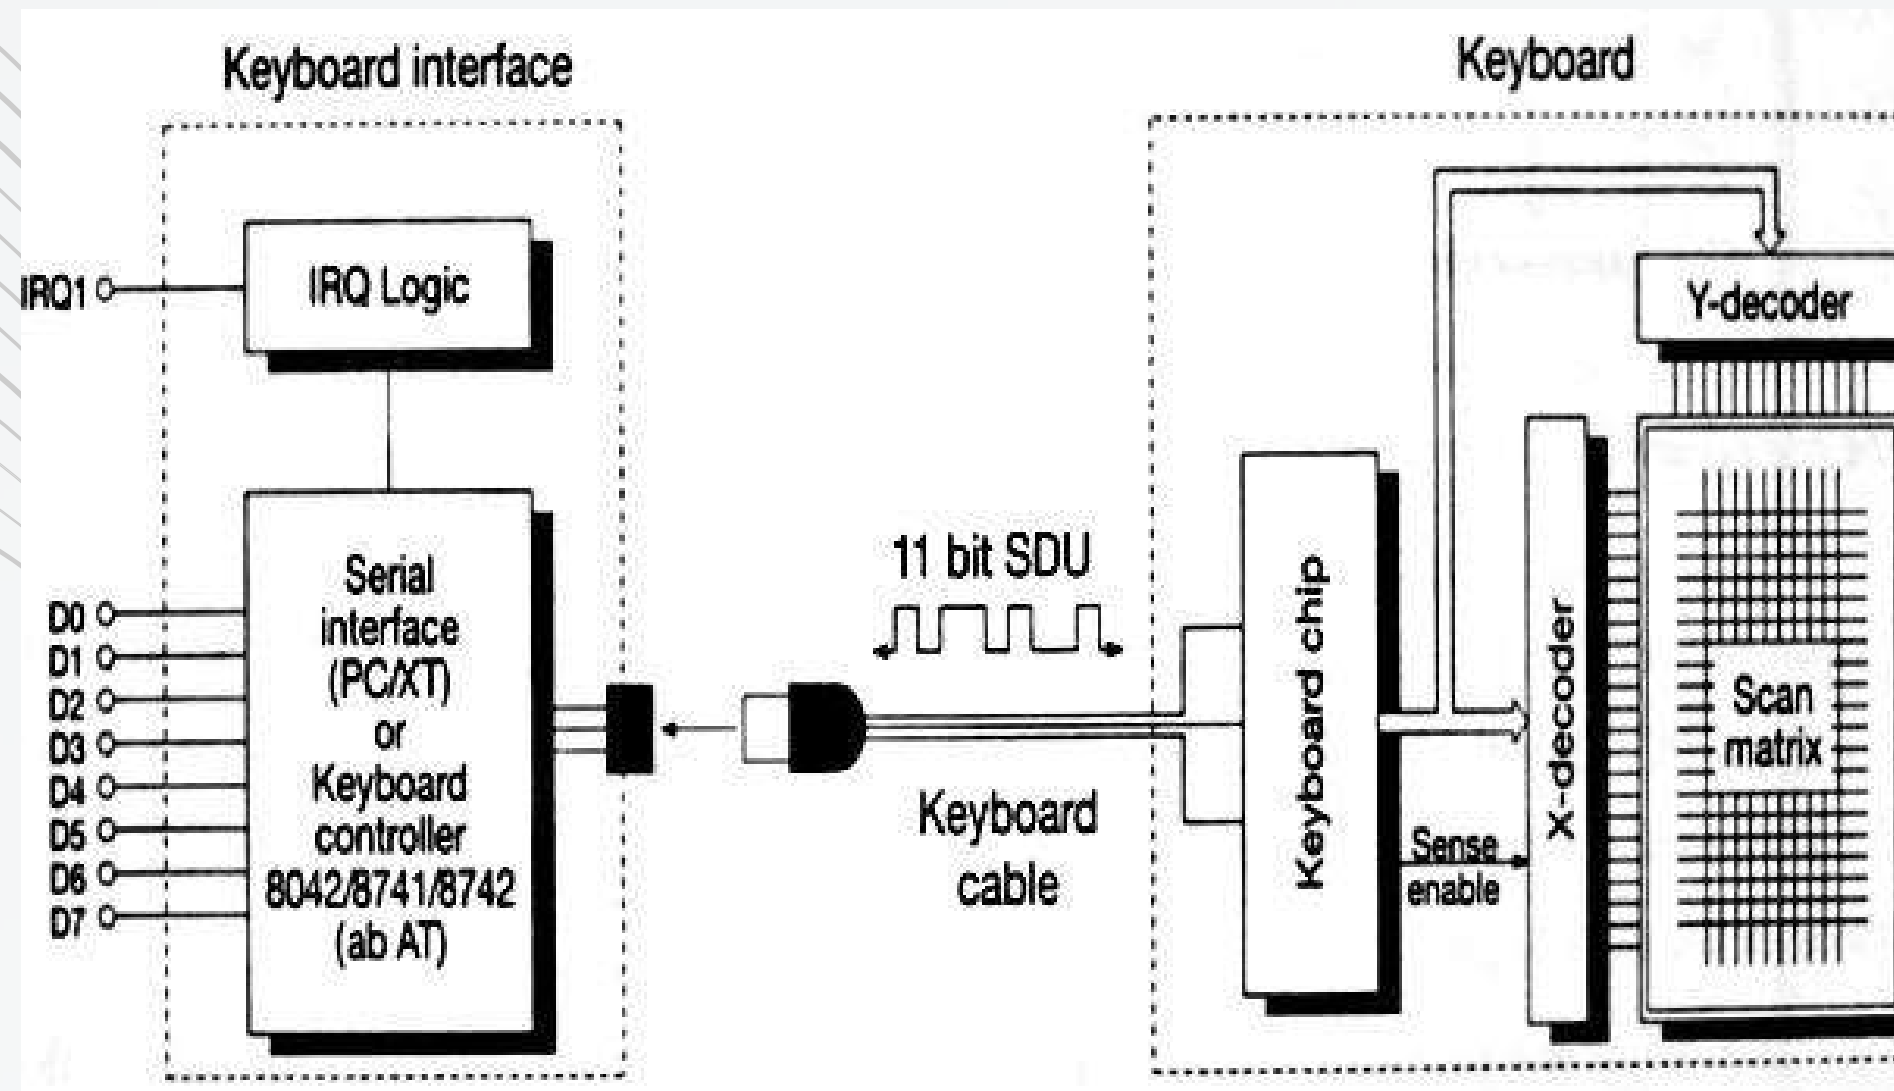 Keyboard interface
Keyboard
IRQ1
IRQ Logic
Y-decoder
D0
D1
D2
D3
D4
D5
D6
D7
Serial
interface
(PC/XT)
or
Keyboard
controller
8042/8741/8742
(ab AT)
11 bit SDU
Keyboard
cable
Keyboard chip
Sense
enable
X-decoder
Scan
matrix